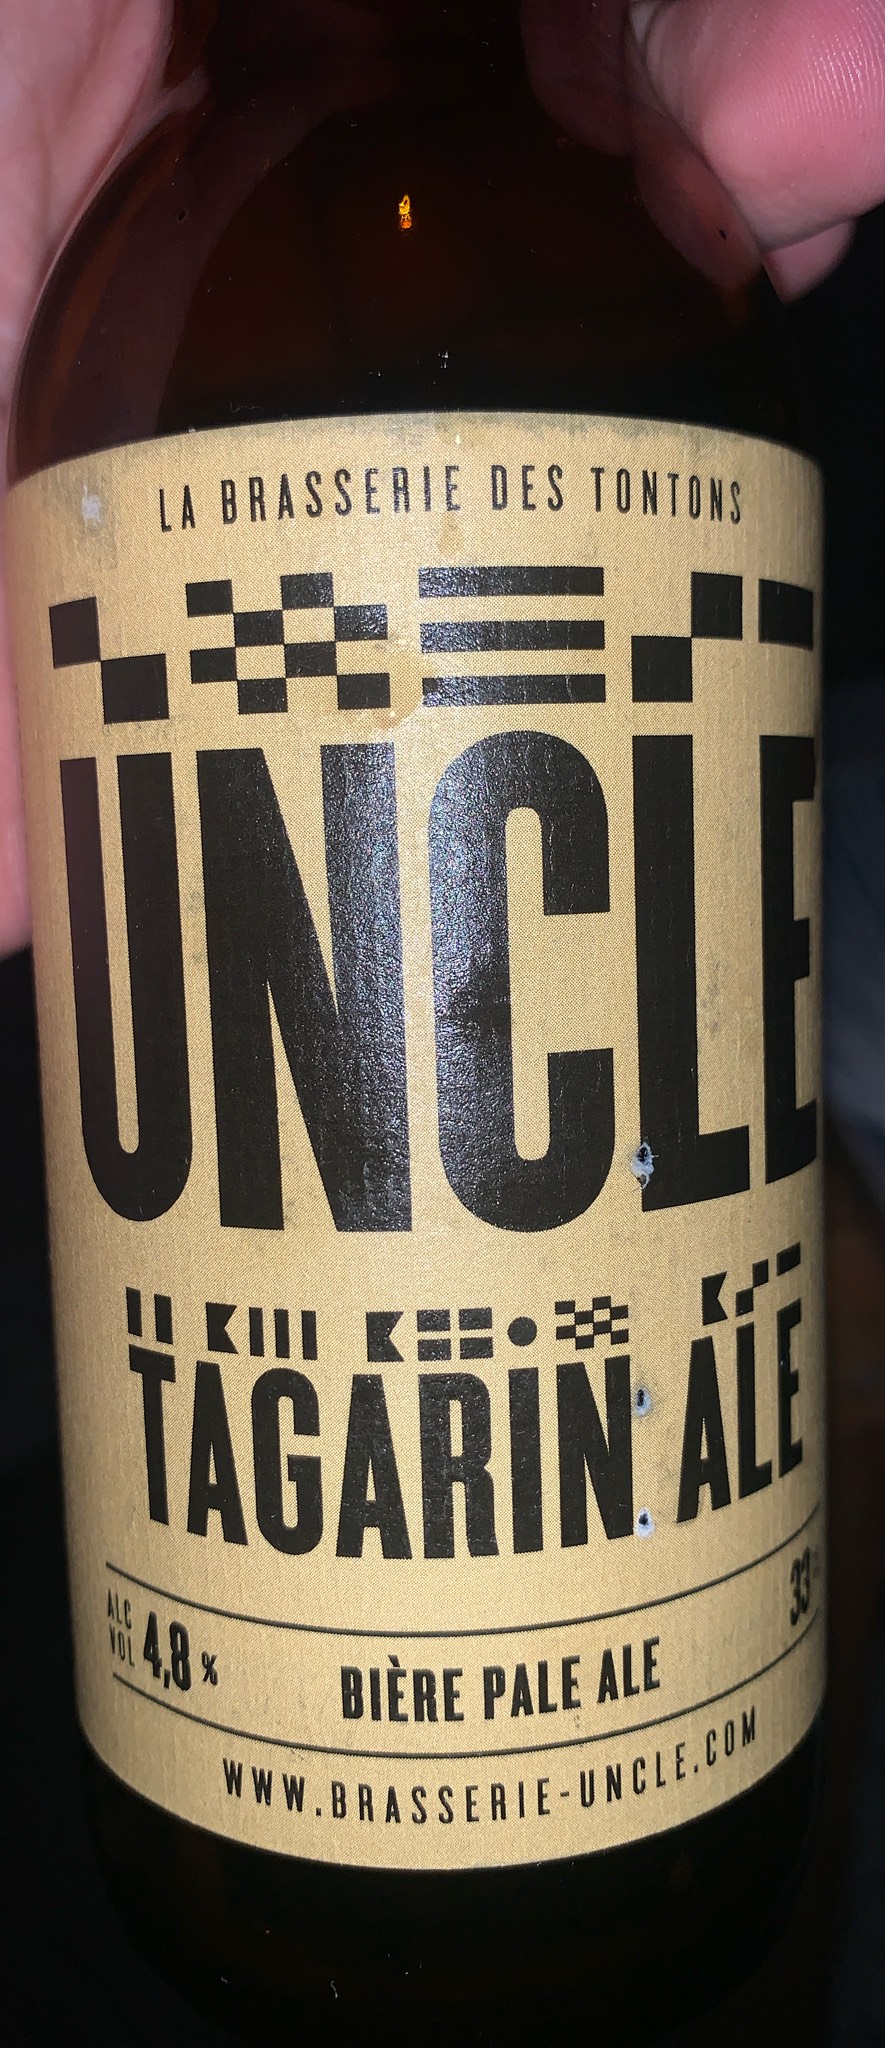 LA BRASSERIE DES TONTONS
UNCLE
TAGARIN ALE
ALC
VOL 4,8 %
33
BIÈRE PALE ALE
WWW.BRASSERIE-UNCLE.COM